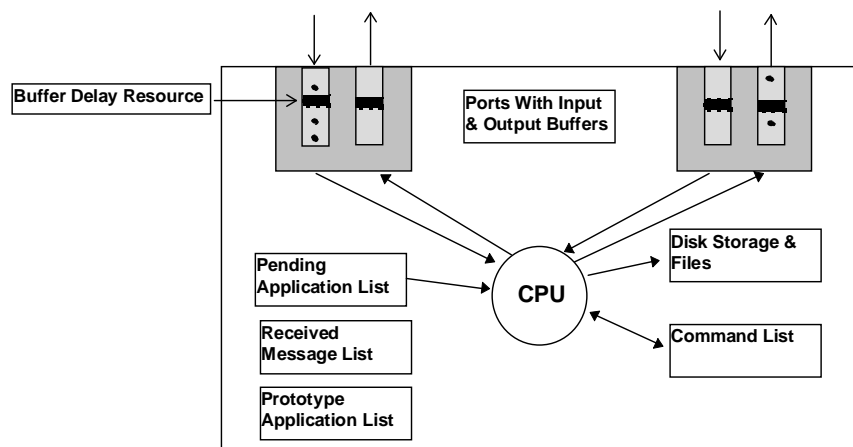 Buffer Delay Resource
Ports With Input
& Output Buffers
Pending
Application List
CPU
Disk Storage &
Files
Received
Message List
Command List
Prototype
Application List